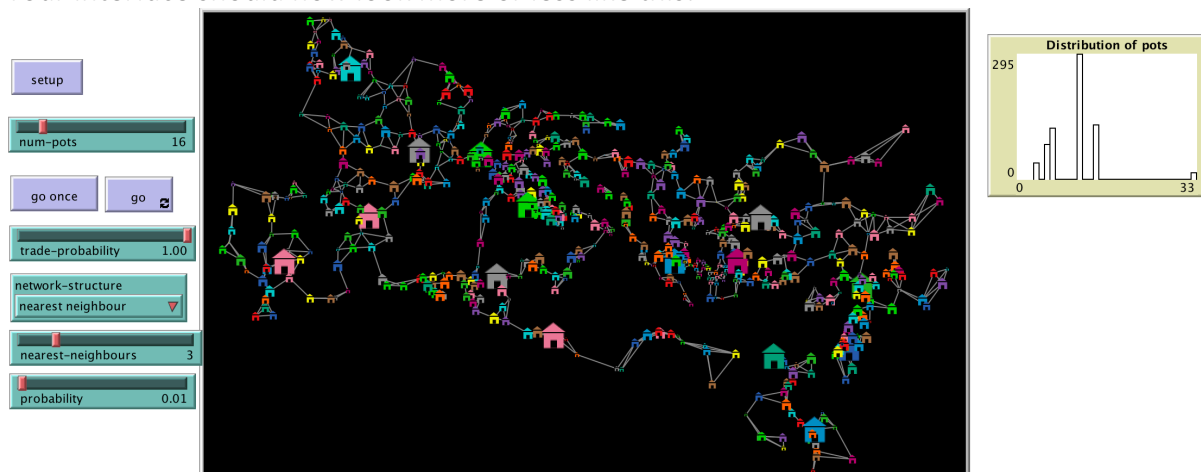 setup
num-pots 16
go once
go
trade-probability 1.00
network-structure
nearest neighbour
nearest-neighbours 3
probability 0.01
Distribution of pots
295
0
0 33